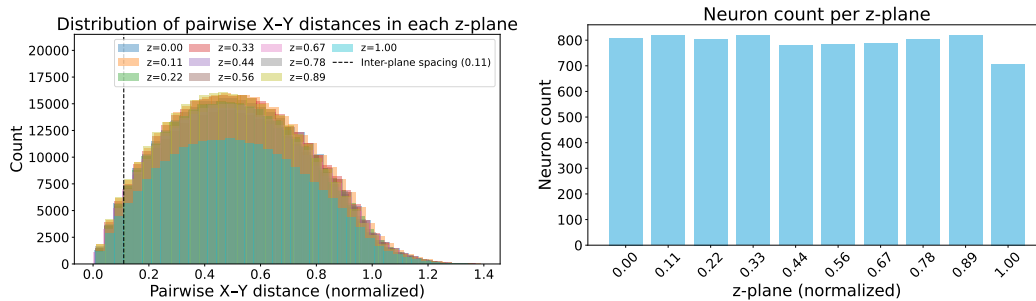 Distribution of pairwise X–Y distances in each z-plane
20000
17500
15000
12500
10000
7500
5000
2500
0
Count
z=0.00 z=0.33 z=0.67 z=1.00
z=0.11 z=0.44 z=0.78 Inter-plane spacing (0.11)
z=0.22 z=0.56 z=0.89
0.0 0.2 0.4 0.6 0.8 1.0 1.2 1.4
Pairwise X–Y distance (normalized)
Neuron count per z-plane
800
700
600
500
400
300
200
100
0
Neuron count
0.00 0.11 0.22 0.33 0.44 0.56 0.67 0.78 0.89 1.00
z-plane (normalized)